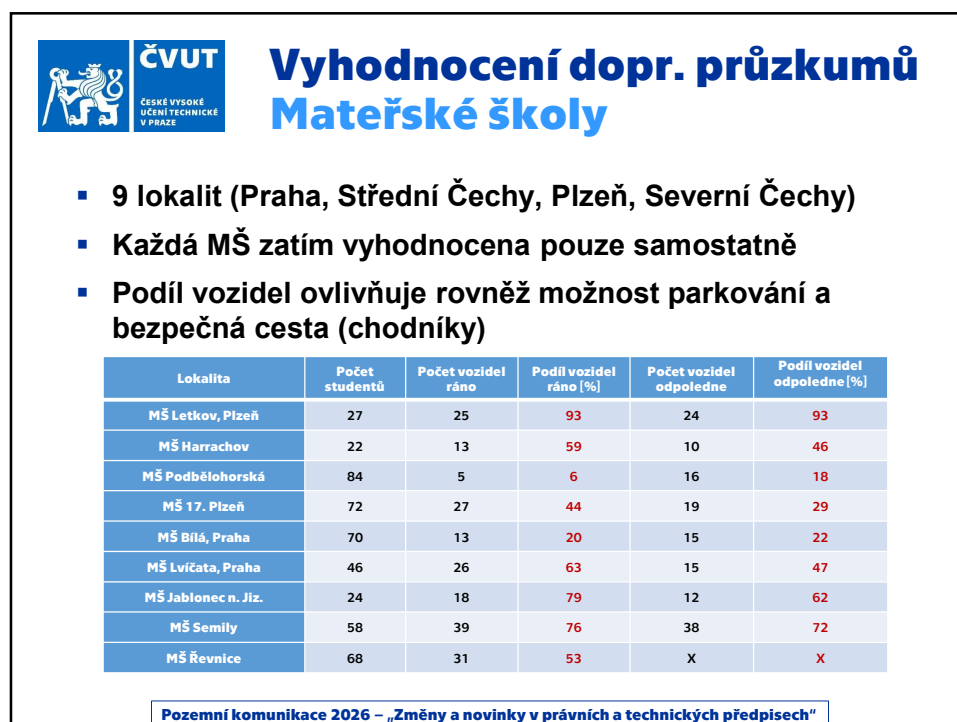 ČVUT
ČESKÉ VYSOKÉ
UČENÍ TECHNICKÉ
V PRAZE
Vyhodnocení dopr. průzkumů
Mateřské školy
▪ 9 lokalit (Praha, Střední Čechy, Plzeň, Severní Čechy)
▪ Každá MŠ zatím vyhodnocena pouze samostatně
▪ Podíl vozidel ovlivňuje rovněž možnost parkování a
bezpečná cesta (chodníky)
Lokalita Počet studentů Počet vozidel ráno Podíl vozidel ráno [%] Počet vozidel odpoledne Podíl vozidel odpoledne [%]
MŠ Letkov, Plzeň 27 25 93 24 93
MŠ Harrachov 22 13 59 10 46
MŠ Podbělohorská 84 5 6 16 18
MŠ 17. Plzeň 72 27 44 19 29
MŠ Bílá, Praha 70 13 20 15 22
MŠ Lvíčata, Praha 46 26 63 15 47
MŠ Jablonec n. Jiz. 24 18 79 12 62
MŠ Semily 58 39 76 38 72
MŠ Řevnice 68 31 53 X X
Pozemní komunikace 2026 – „Změny a novinky v právních a technických předpisech“